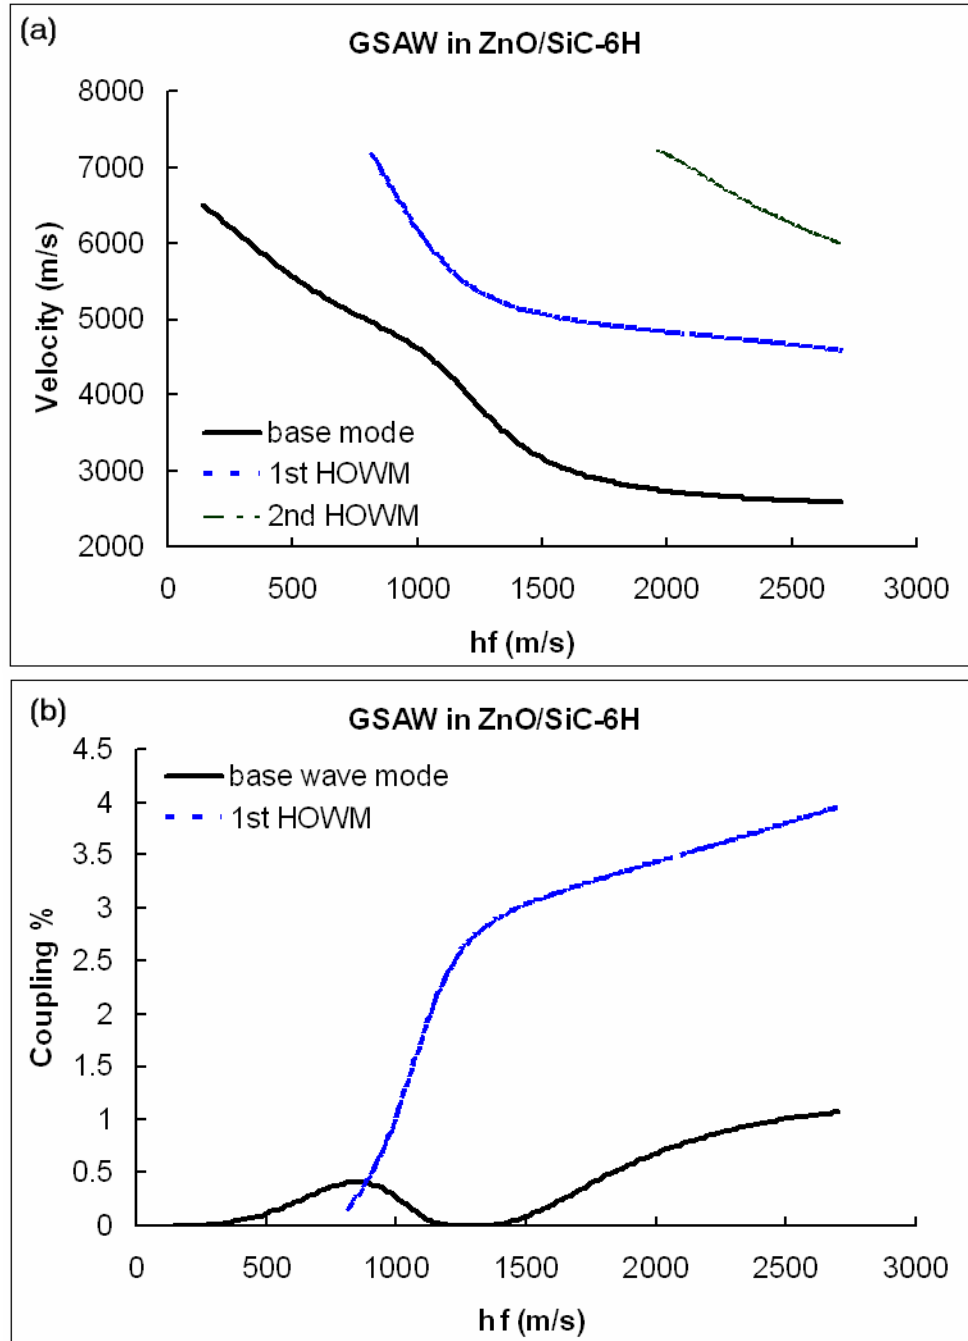 (a)
GSAW in ZnO/SiC-6H
8000
7000
6000
5000
4000
3000
2000
Velocity (m/s)
base mode
1st HOWM
2nd HOWM
0 500 1000 1500 2000 2500 3000
hf (m/s)
(b)
GSAW in ZnO/SiC-6H
4.5
4
3.5
3
2.5
2
1.5
1
0.5
0
Coupling %
base wave mode
1st HOWM
0 500 1000 1500 2000 2500 3000
hf (m/s)